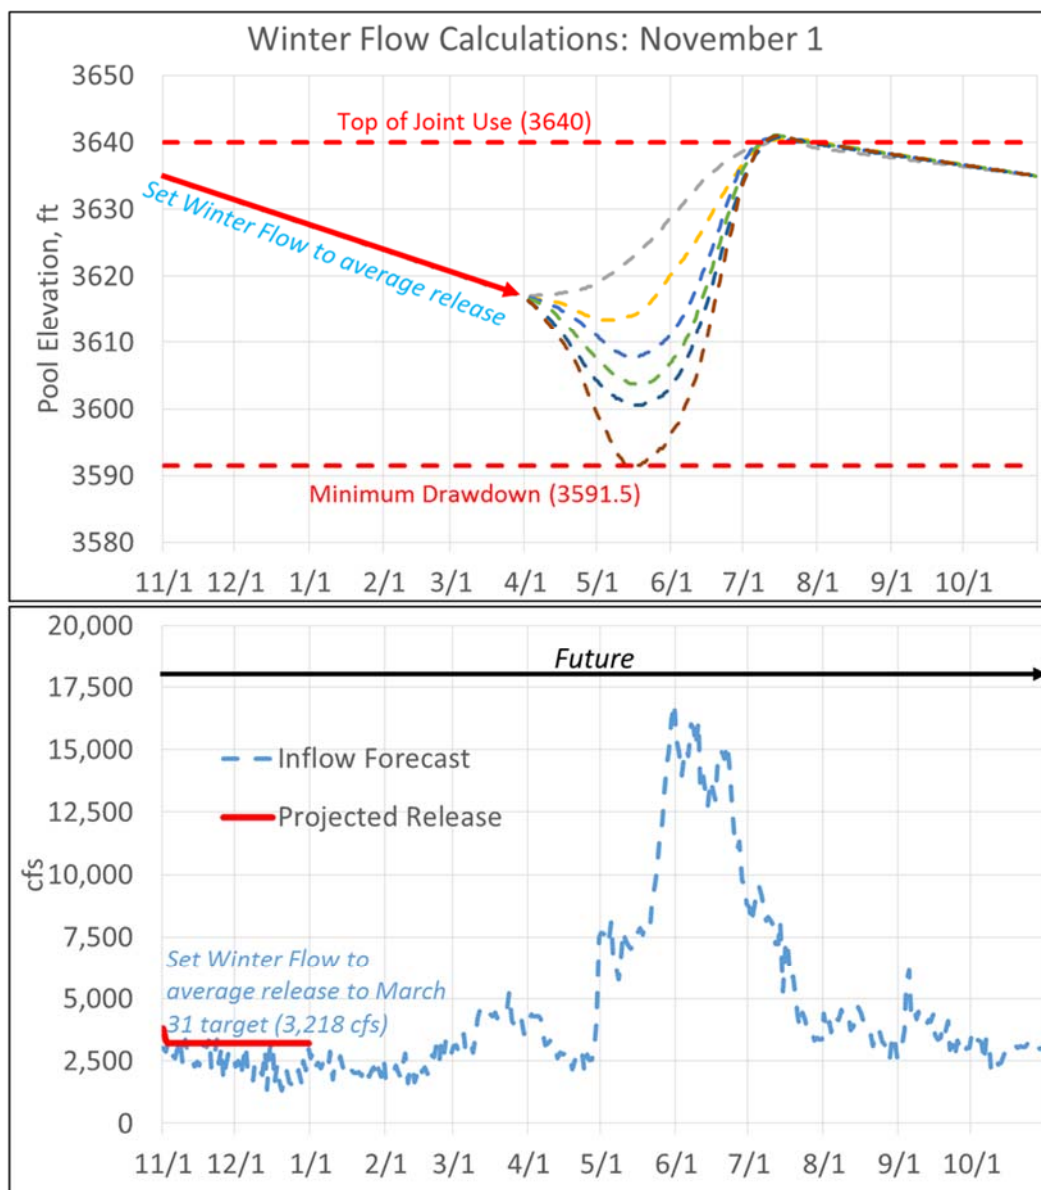 Winter Flow Calculations: November 1
3650
3640
3630
3620
3610
3600
3590
3580
Pool Elevation, ft
Top of Joint Use (3640)
Set Winter Flow to average release
Minimum Drawdown (3591.5)
11/1 12/1 1/1 2/1 3/1 4/1 5/1 6/1 7/1 8/1 9/1 10/1
20,000
17,500
15,000
12,500
10,000
7,500
5,000
2,500
0
cfs
Future
Inflow Forecast
Projected Release
Set Winter Flow to
average release to March
31 target (3,218 cfs)
11/1 12/1 1/1 2/1 3/1 4/1 5/1 6/1 7/1 8/1 9/1 10/1